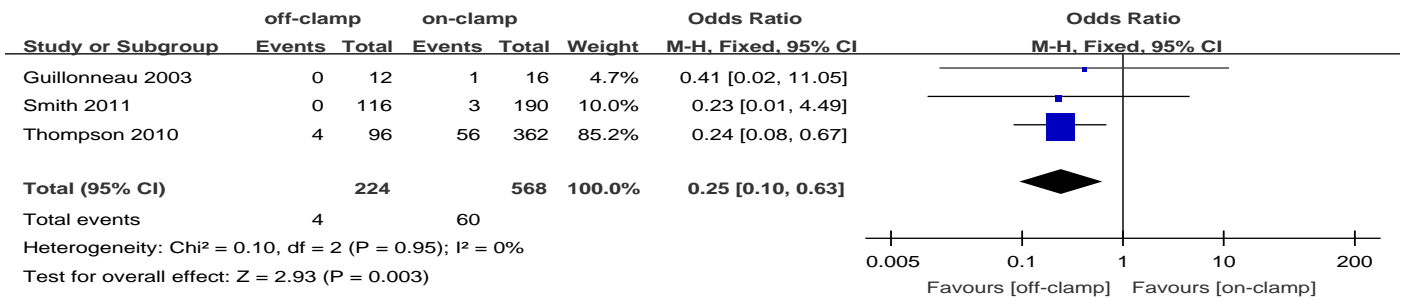 off-clamp on-clamp Odds Ratio Odds Ratio
Study or Subgroup Events Total Events Total Weight M-H, Fixed, 95% CI M-H, Fixed, 95% CI
Guillonneau 2003 0 12 1 16 4.7% 0.41 [0.02, 11.05]
Smith 2011 0 116 3 190 10.0% 0.23 [0.01, 4.49]
Thompson 2010 4 96 56 362 85.2% 0.24 [0.08, 0.67]
Total (95% CI) 224 568 100.0% 0.25 [0.10, 0.63]
Total events 4 60
Heterogeneity: Chi² = 0.10, df = 2 (P = 0.95); I² = 0%
Test for overall effect: Z = 2.93 (P = 0.003)
0.005 0.1 1 10 200
Favours [off-clamp] Favours [on-clamp]